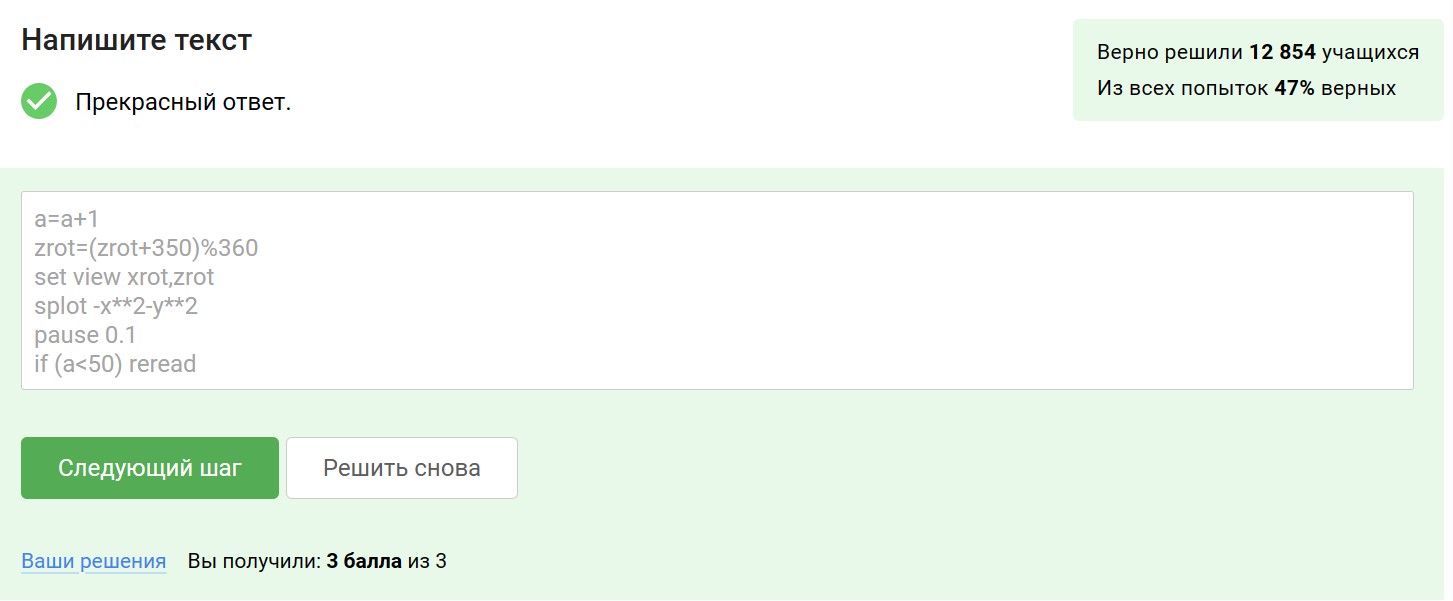 Напишите текст
Верно решили 12 854 учащихся
Из всех попыток 47% верных
Прекрасный ответ.
a=a+1
zrot=(zrot+350)%360
set view xrot,zrot
splot -x**2-y**2
pause 0.1
if (a<50) reread
Следующий шаг
Решить снова
Ваши решения Вы получили: 3 балла из 3